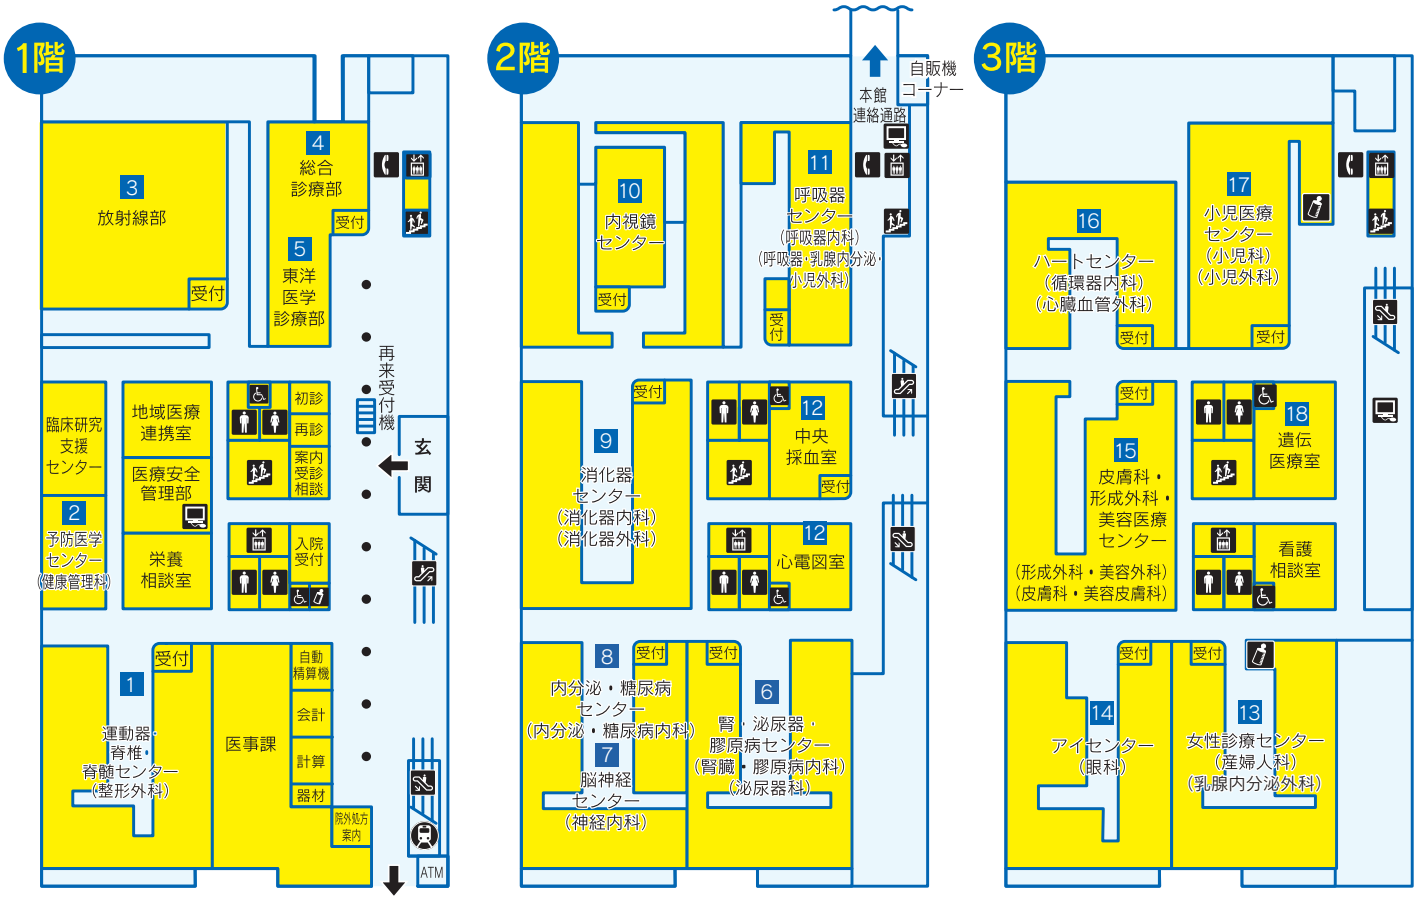 1階
4
総合
診療部
受付
3
放射線部
受付
5
東洋
医学
診療部
再来受付機
臨床研究
支援
センター
2
予防医学
センター
(健康管理科)
地域医療
連携室
医療安全
管理部
栄養
相談室
初診
再診
案内
受診
相談
入院
受付
玄
関
受付
1
運動器・
脊椎・
脊髄センター
(整形外科)
医事課
自動
精算機
会計
計算
器材
院外処方
案内
ATM
2階
自販機
コーナー
本館
連絡通路
10
内視鏡
センター
受付
11
呼吸器
センター
(呼吸器内科)
(呼吸器・乳腺内分泌・
小児外科)
受付
受付
9
消化器
センター
(消化器内科)
(消化器外科)
12
中央
採血室
受付
12
心電図室
受付
8
内分泌・糖尿病
センター
(内分泌・糖尿病内科)
7
脳神経
センター
(神経内科)
受付
6
腎・泌尿器・
膠原病センター
(腎臓・膠原病内科)
(泌尿器科)
3階
16
ハートセンター
(循環器内科)
(心臓血管外科)
受付
17
小児医療
センター
(小児科)
(小児外科)
受付
受付
15
皮膚科・
形成外科・
美容医療
センター
(形成外科・美容外科)
(皮膚科・美容皮膚科)
18
遺伝
医療室
看護
相談室
受付
14
アイセンター
(眼科)
受付
13
女性診療センター
(産婦人科)
(乳腺内分泌外科)